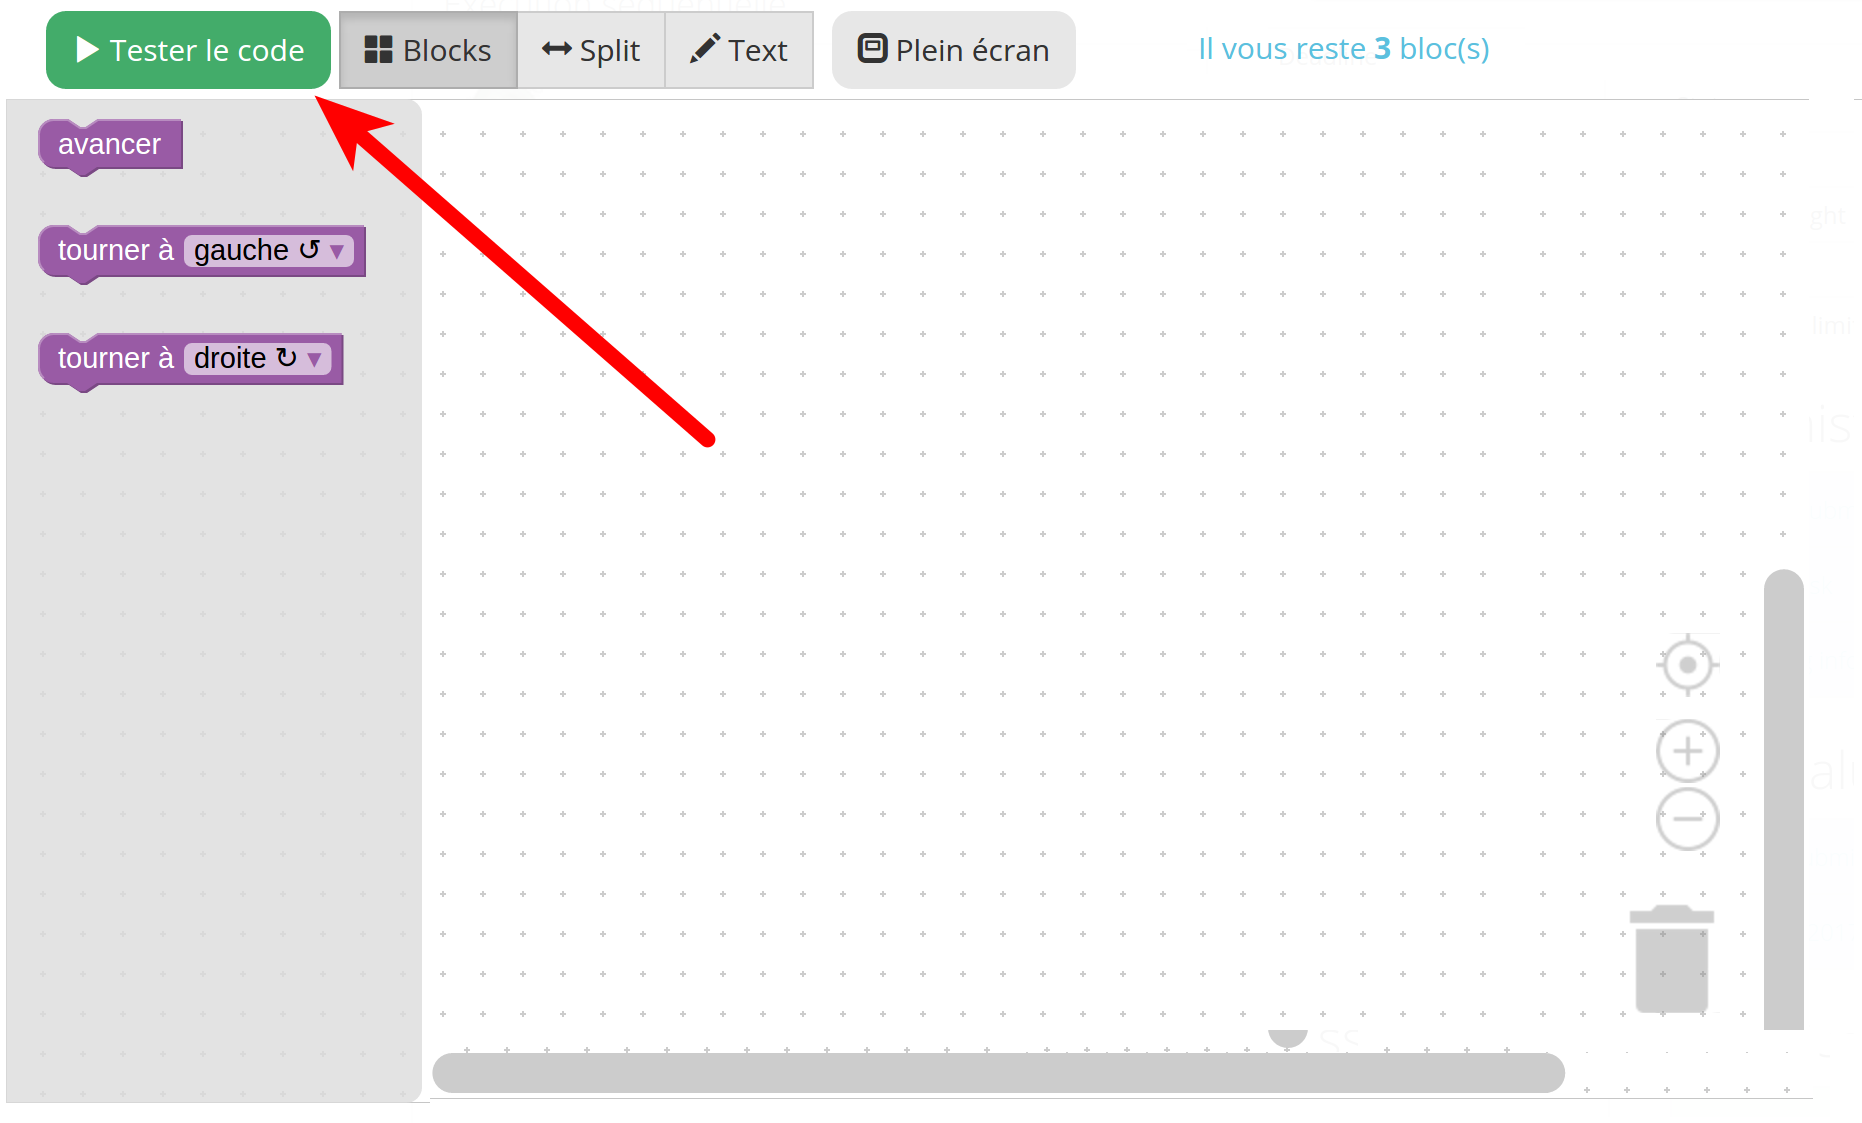 Tester le code
Blocks
Split
Text
Plein écran
Il vous reste 3 bloc(s)
avancer
tourner à gauche ↺ ▾
tourner à droite ↻ ▾